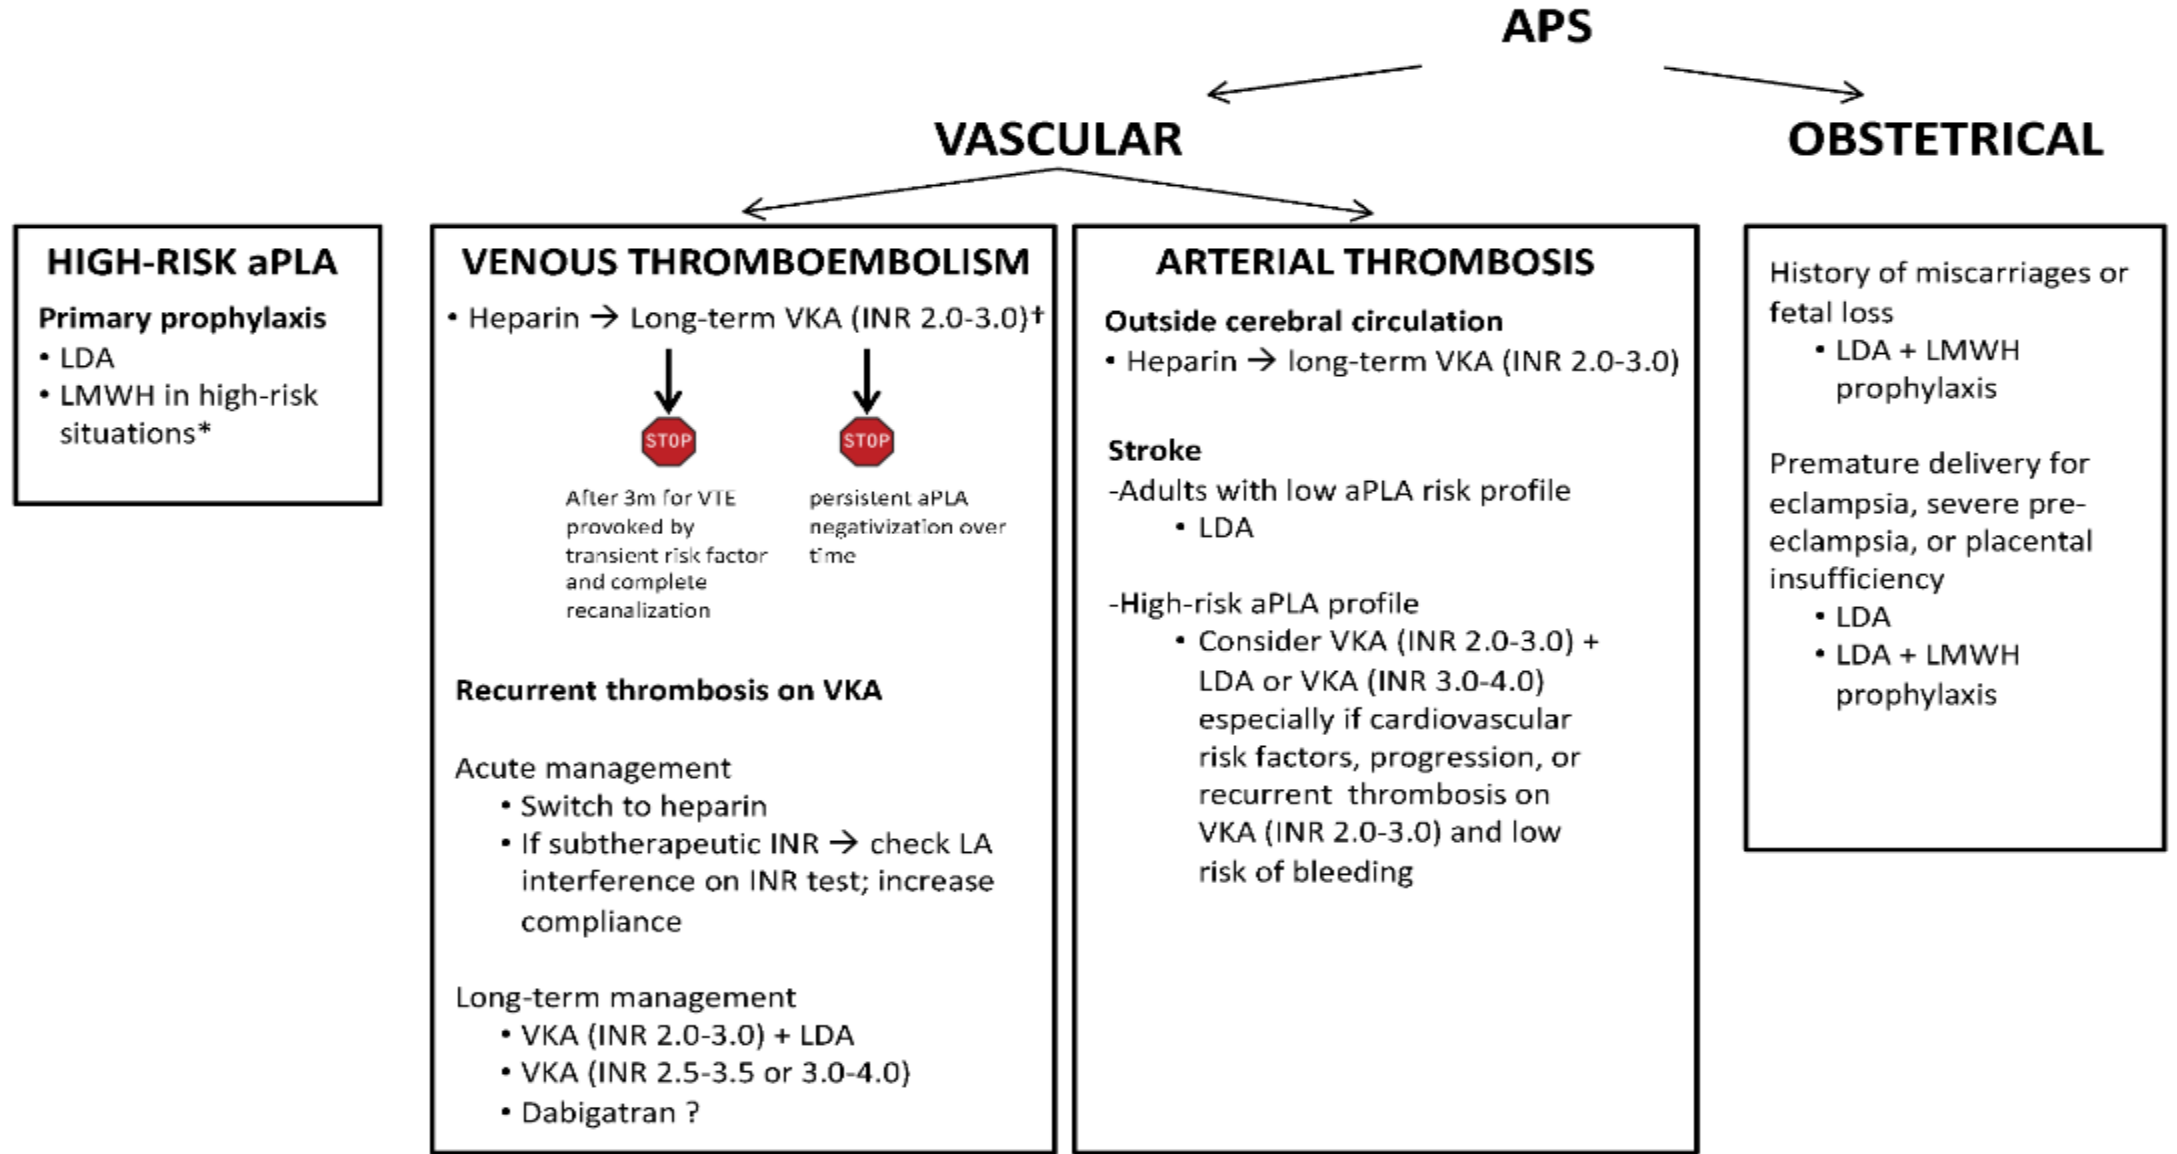 APS
VASCULAR
OBSTETRICAL
HIGH-RISK aPLA
Primary prophylaxis
• LDA
• LMWH in high-risk
situations*
VENOUS THROMBOEMBOLISM
• Heparin → Long-term VKA (INR 2.0-3.0)†
STOP
After 3m for VTE
provoked by
transient risk factor
and complete
recanalization
STOP
persistent aPLA
negativization over
time
Recurrent thrombosis on VKA
Acute management
• Switch to heparin
• If subtherapeutic INR → check LA
interference on INR test; increase
compliance
Long-term management
• VKA (INR 2.0-3.0) + LDA
• VKA (INR 2.5-3.5 or 3.0-4.0)
• Dabigatran ?
ARTERIAL THROMBOSIS
Outside cerebral circulation
• Heparin → long-term VKA (INR 2.0-3.0)
Stroke
-Adults with low aPLA risk profile
• LDA
-High-risk aPLA profile
• Consider VKA (INR 2.0-3.0) +
LDA or VKA (INR 3.0-4.0)
especially if cardiovascular
risk factors, progression, or
recurrent thrombosis on
VKA (INR 2.0-3.0) and low
risk of bleeding
History of miscarriages or
fetal loss
• LDA + LMWH
prophylaxis
Premature delivery for
eclampsia, severe pre-
eclampsia, or placental
insufficiency
• LDA
• LDA + LMWH
prophylaxis